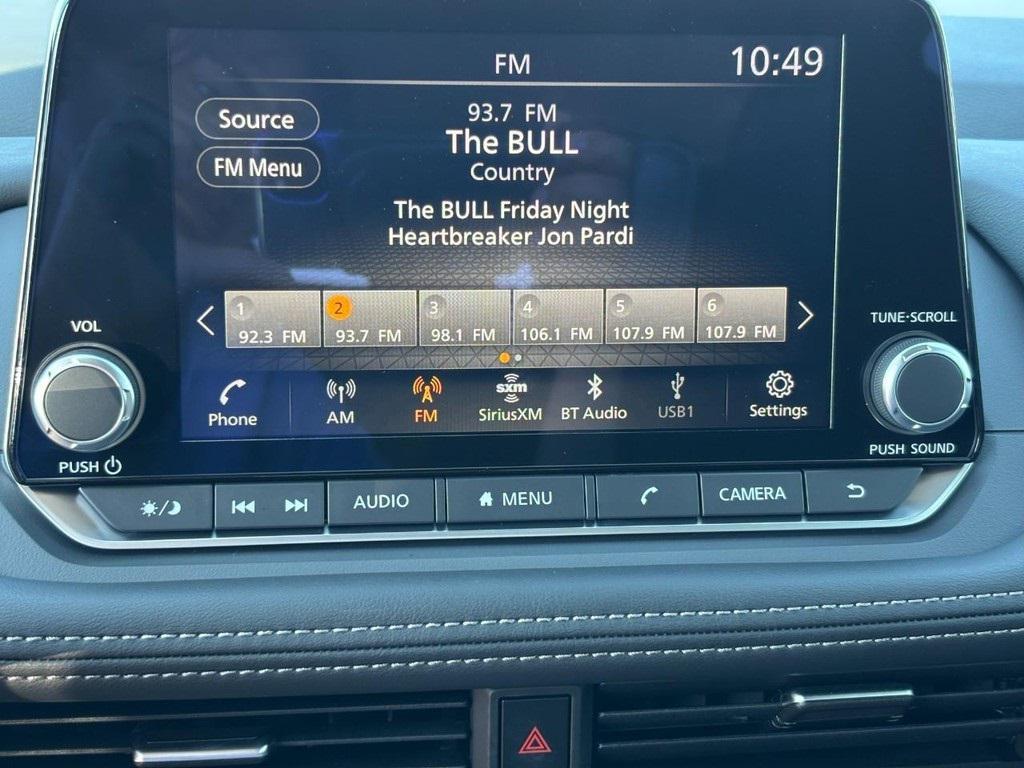 FM
10:49
Source
FM Menu
93.7 FM
The BULL
Country
The BULL Friday Night
Heartbreaker Jon Pardi
1
92.3 FM
2
93.7 FM
3
98.1 FM
4
106.1 FM
5
107.9 FM
6
107.9 FM
Phone
AM
FM
sxm
SiriusXM
BT Audio
USB1
Settings
VOL
PUSH
TUNE·SCROLL
PUSH SOUND
AUDIO
MENU
CAMERA